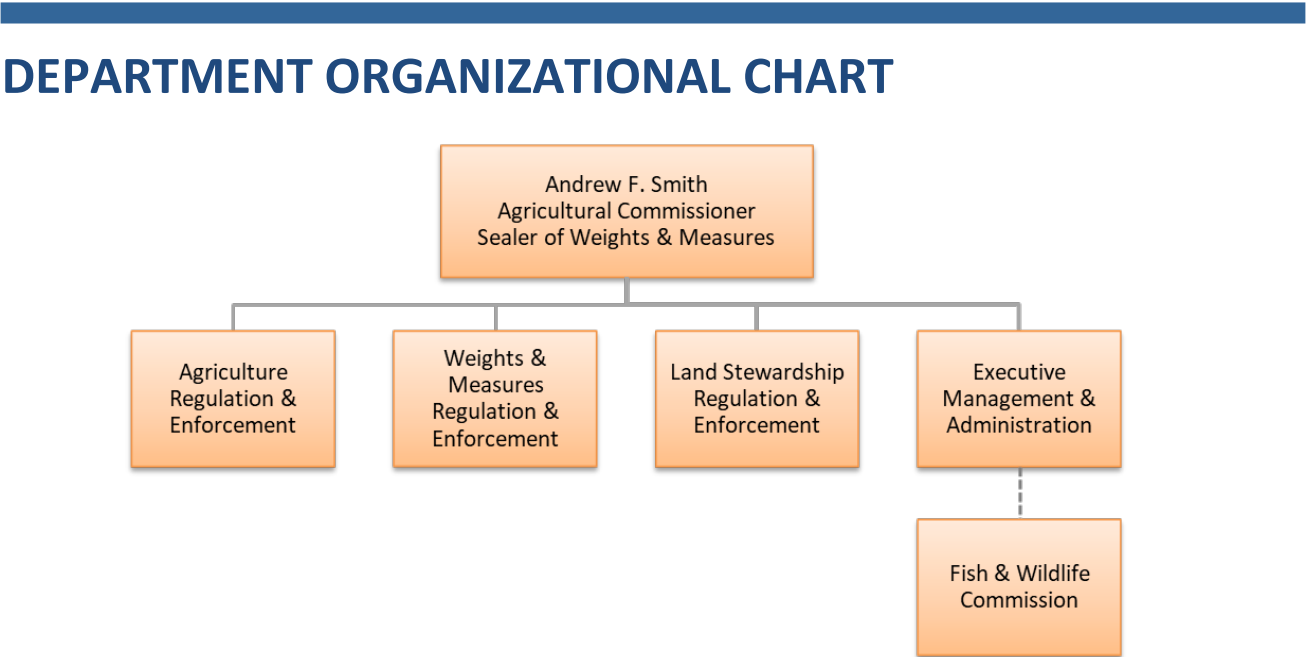 DEPARTMENT ORGANIZATIONAL CHART
Andrew F. Smith
Agricultural Commissioner
Sealer of Weights & Measures
Agriculture
Regulation &
Enforcement
Weights &
Measures
Regulation &
Enforcement
Land Stewardship
Regulation &
Enforcement
Executive
Management &
Administration
Fish & Wildlife
Commission